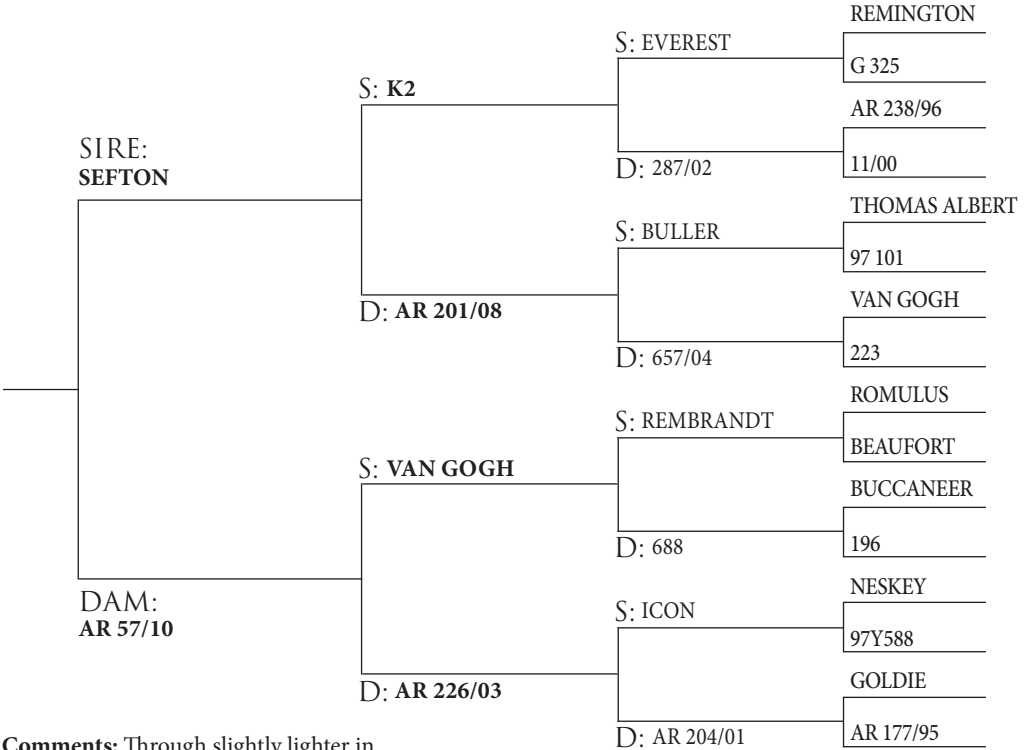 REMINGTON
S: EVEREST
G 325
S: K2
AR 238/96
SIRE:
SEFTON
D: 287/02
11/00
THOMAS ALBERT
S: BULLER
97 101
D: AR 201/08
VAN GOGH
D: 657/04
223
ROMULUS
S: REMBRANDT
BEAUFORT
S: VAN GOGH
BUCCANEER
D: 688
196
DAM:
AR 57/10
NESKEY
S: ICON
97Y588
D: AR 226/03
GOLDIE
D: AR 204/01
AR 177/95
Comments: Through slightly lighter in